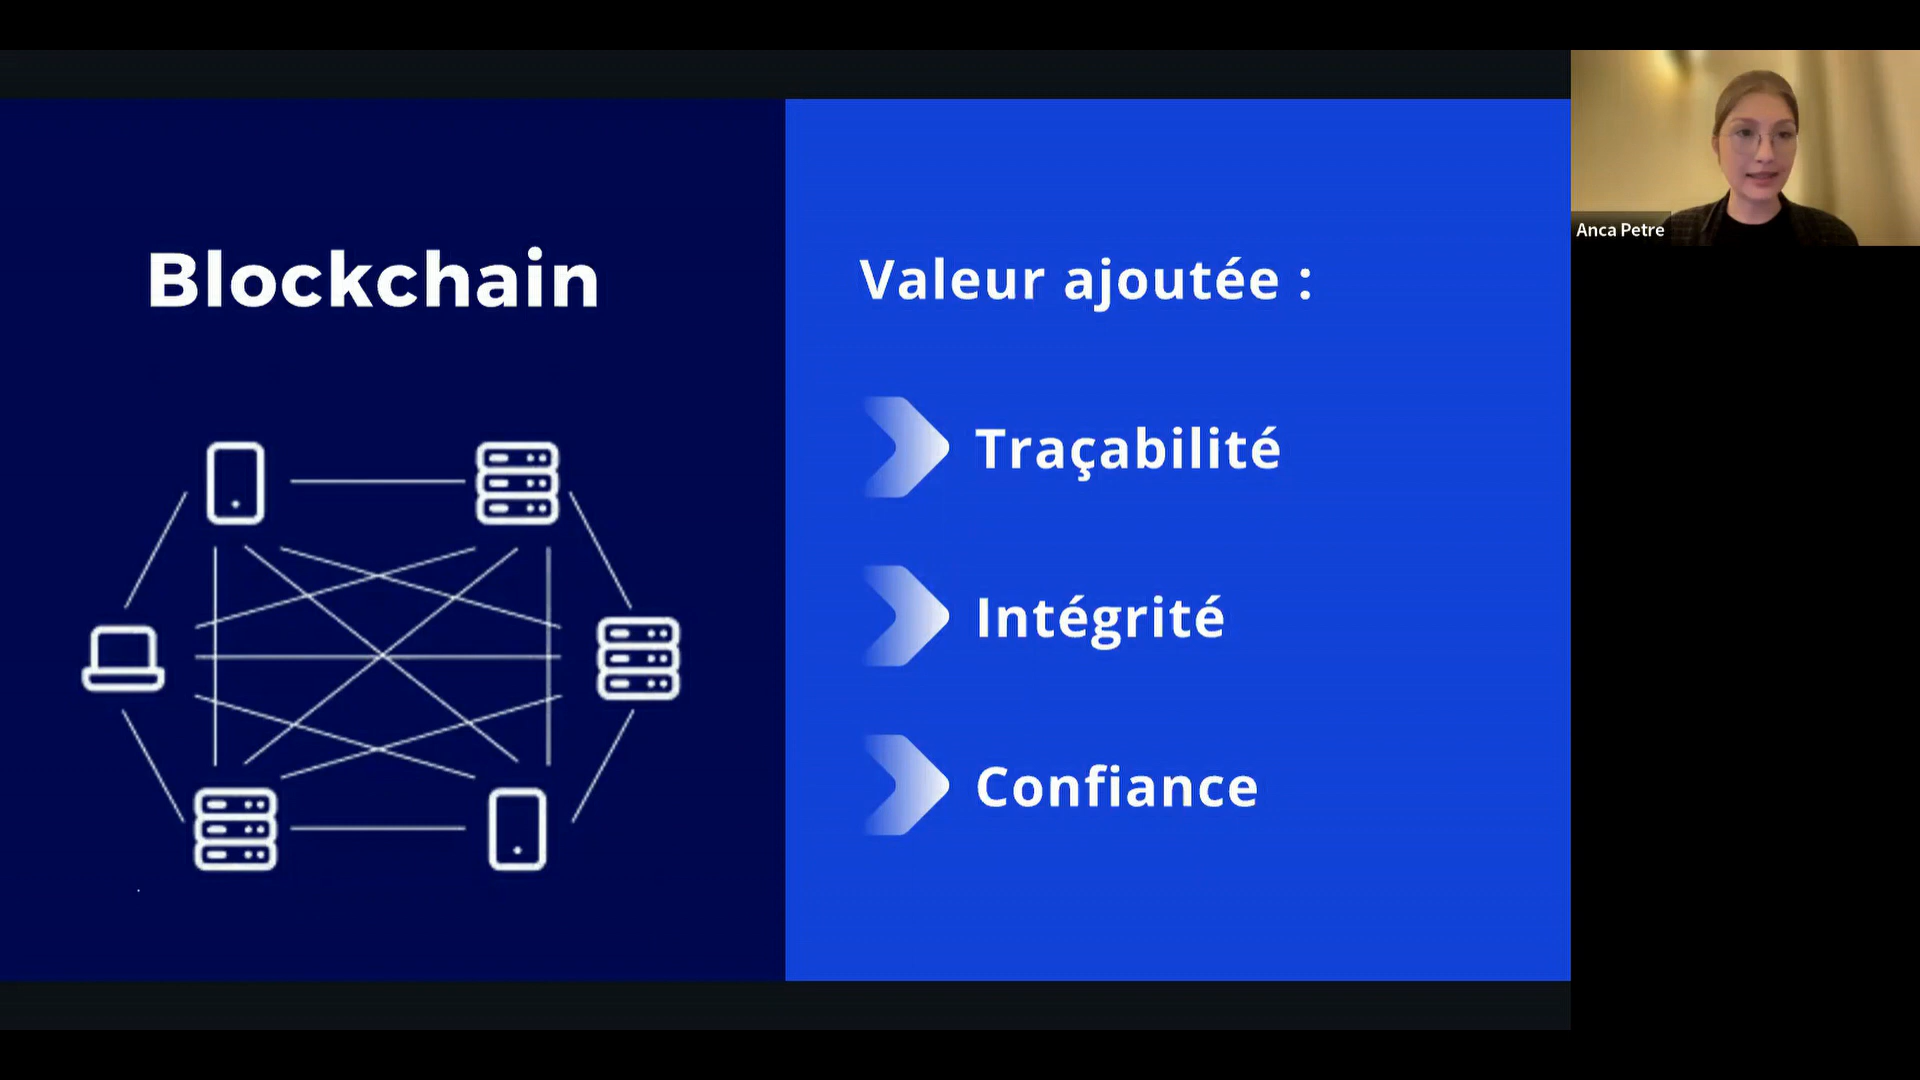 Blockchain
Valeur ajoutée :
Traçabilité
Intégrité
Confiance
Anca Petre